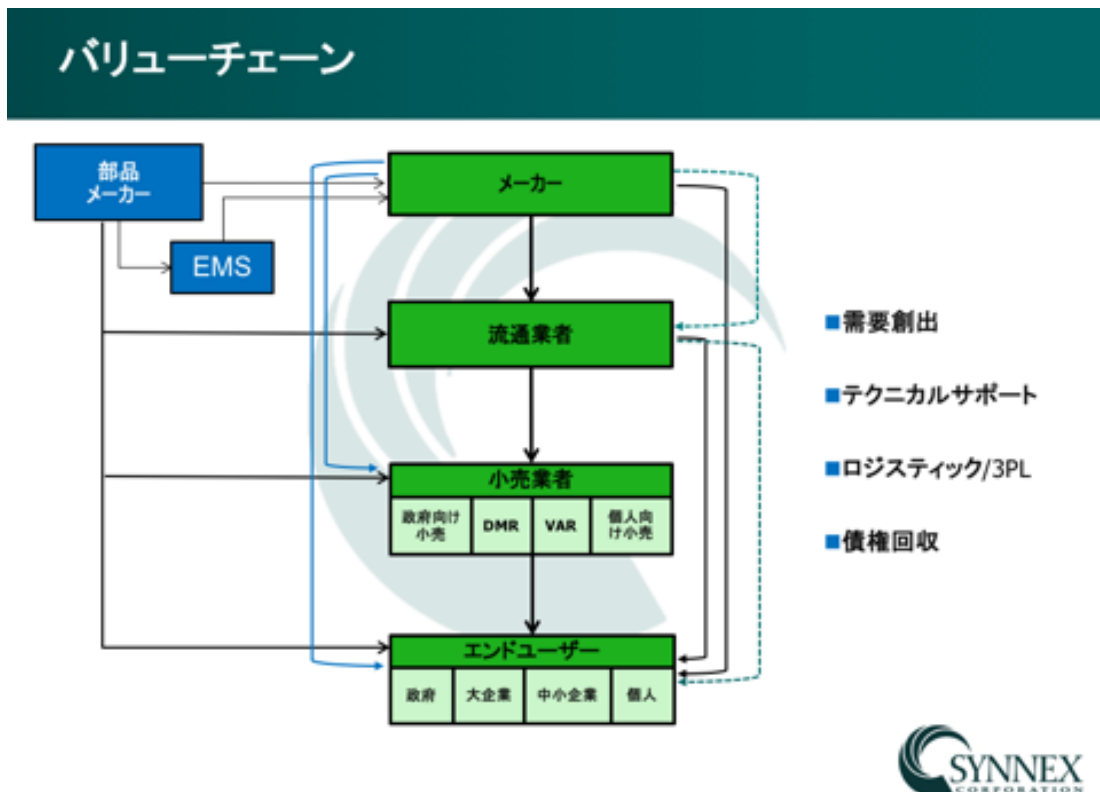 バリューチェーン
部品
メーカー
EMS
メーカー
流通業者
小売業者
政府向け
小売
DMR
VAR
個人向
け小売
エンドユーザー
政府
大企業
中小企業
個人
■需要創出
■テクニカルサポート
■ロジスティック/3PL
■債権回収
SYNNEX
CORPORATION